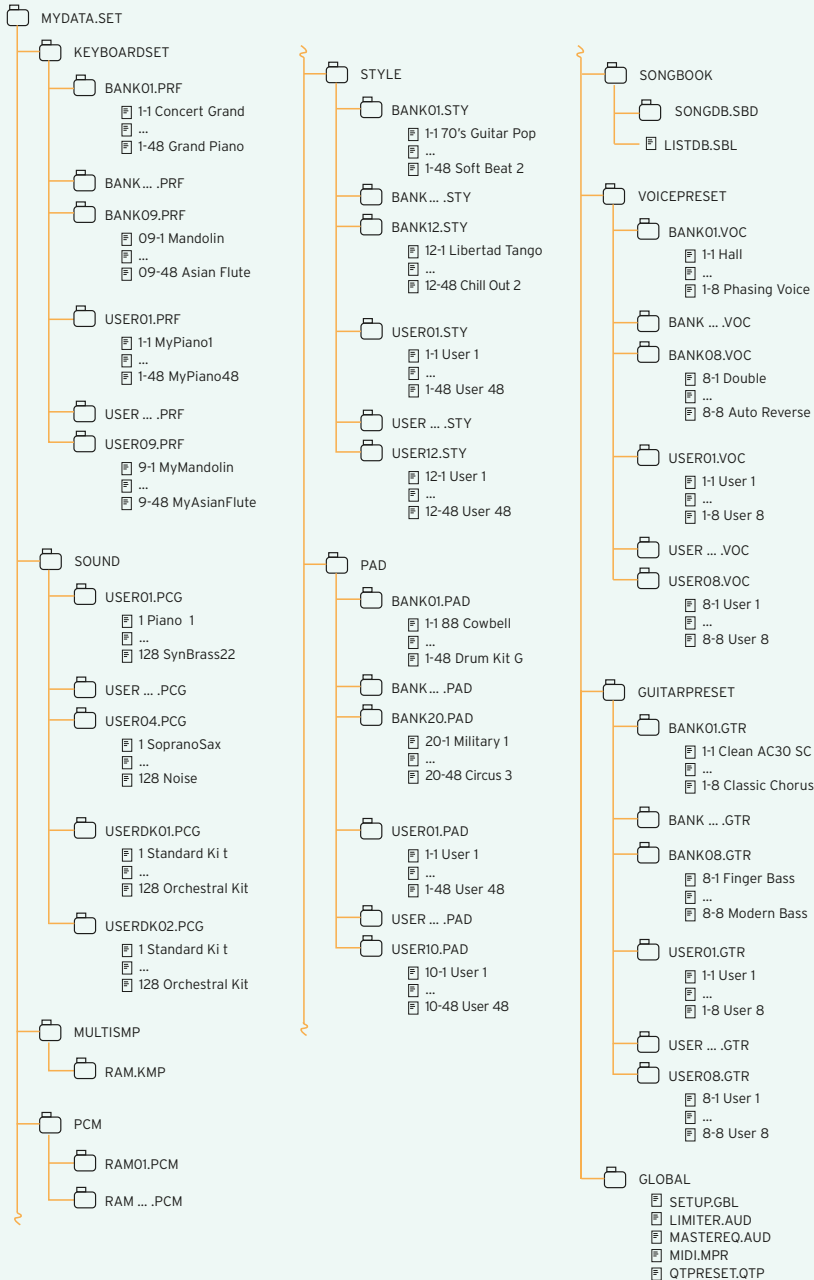 MYDATA.SET
KEYBOARDSET
BANK01.PRF
1-1 Concert Grand
...
1-48 Grand Piano
BANK... .PRF
BANK09.PRF
09-1 Mandolin
...
09-48 Asian Flute
USER01.PRF
1-1 MyPiano1
...
1-48 MyPiano48
USER ... .PRF
USER09.PRF
9-1 MyMandolin
...
9-48 MyAsianFlute
SOUND
USER01.PCG
1 Piano 1
...
128 SynBrass22
USER ... .PCG
USER04.PCG
1 SopranoSax
...
128 Noise
USERDK01.PCG
1 Standard Ki t
...
128 Orchestral Kit
USERDK02.PCG
1 Standard Ki t
...
128 Orchestral Kit
MULTISMP
RAM.KMP
PCM
RAM01.PCM
RAM ... .PCM
STYLE
BANK01.STY
1-1 70's Guitar Pop
...
1-48 Soft Beat 2
BANK... .STY
BANK12.STY
12-1 Libertad Tango
...
12-48 Chill Out 2
USER01.STY
1-1 User 1
...
1-48 User 48
USER ... .STY
USER12.STY
12-1 User 1
...
12-48 User 48
PAD
BANK01.PAD
1-1 88 Cowbell
...
1-48 Drum Kit G
BANK... .PAD
BANK20.PAD
20-1 Military 1
...
20-48 Circus 3
USER01.PAD
1-1 User 1
...
1-48 User 48
USER ... .PAD
USER10.PAD
10-1 User 1
...
10-48 User 48
SONGBOOK
SONGDB.SBD
LISTDB.SBL
VOICEPRESET
BANK01.VOC
1-1 Hall
...
1-8 Phasing Voice
BANK ... .VOC
BANK08.VOC
8-1 Double
...
8-8 Auto Reverse
USER01.VOC
1-1 User 1
...
1-8 User 8
USER ... .VOC
USER08.VOC
8-1 User 1
...
8-8 User 8
GUITARPRESET
BANK01.GTR
1-1 Clean AC30 SC
...
1-8 Classic Chorus
BANK ... .GTR
BANK08.GTR
8-1 Finger Bass
...
8-8 Modern Bass
USER01.GTR
1-1 User 1
...
1-8 User 8
USER ... .GTR
USER08.GTR
8-1 User 1
...
8-8 User 8
GLOBAL
SETUP.GBL
LIMITER.AUD
MASTEREQ.AUD
MIDI.MPR
QTPRESET.QTP